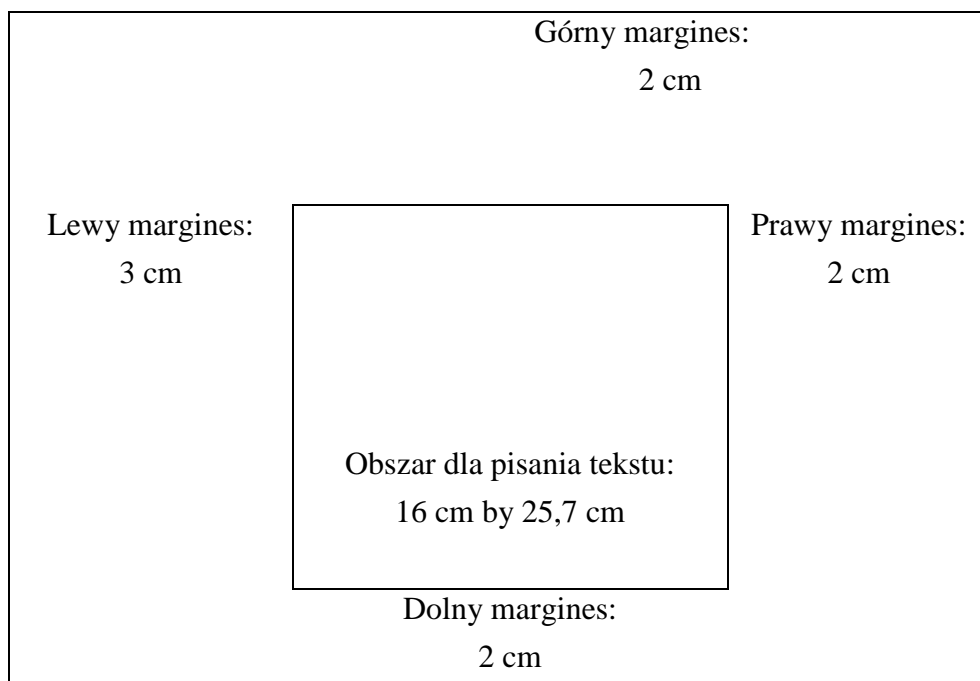 Górny margines:
2 cm
Lewy margines:
3 cm
Prawy margines:
2 cm
Obszar dla pisania tekstu:
16 cm by 25,7 cm
Dolny margines:
2 cm